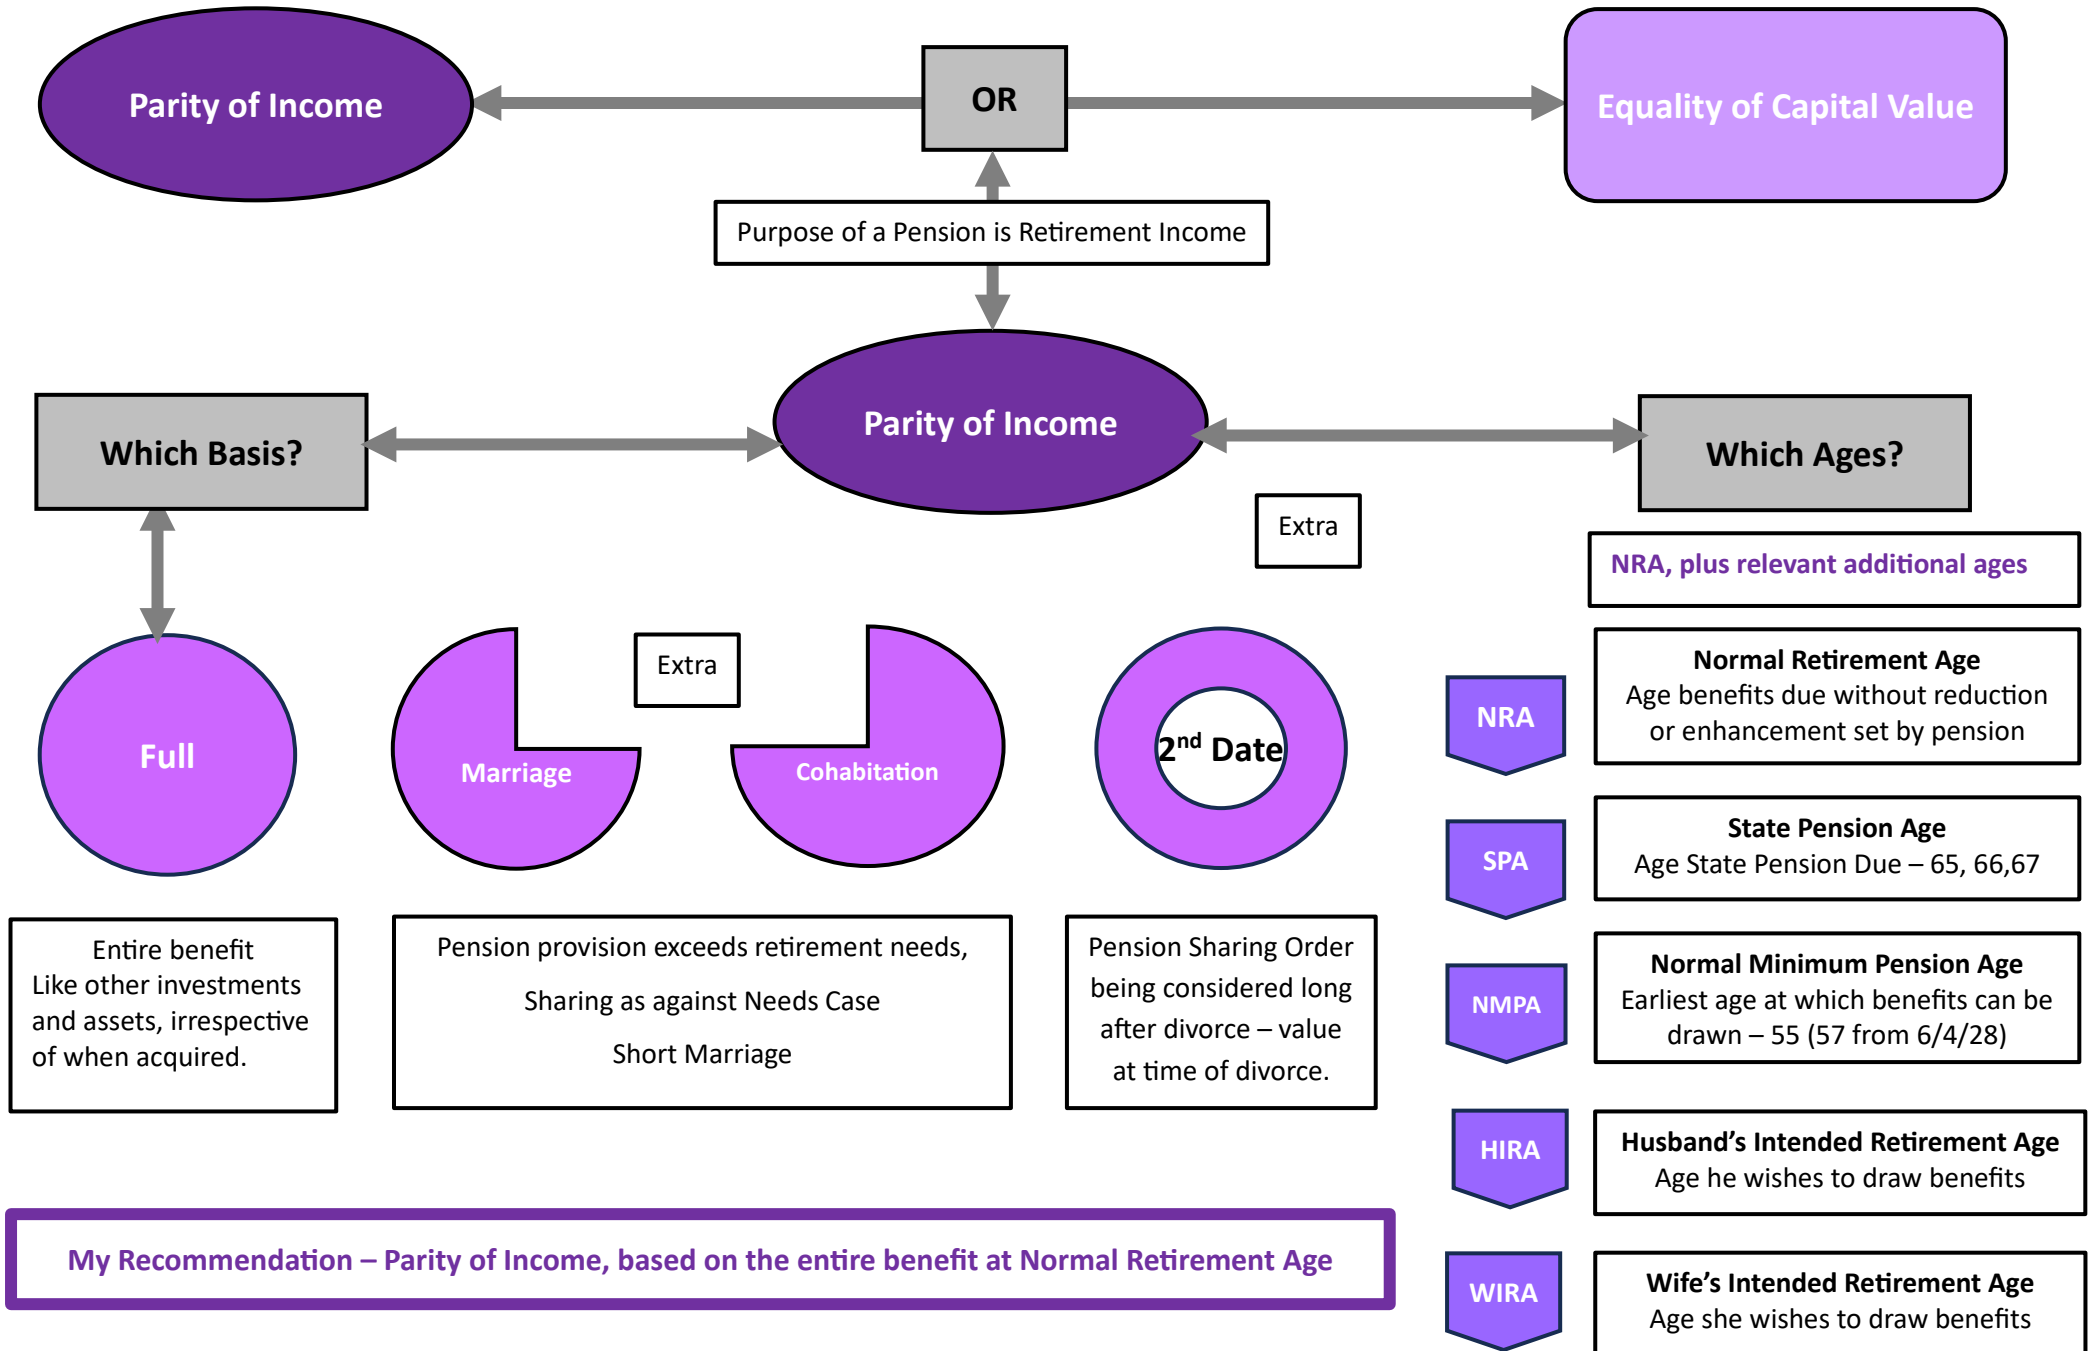 Parity of Income
OR
Equality of Capital Value
Purpose of a Pension is Retirement Income
Which Basis?
Parity of Income
Which Ages?
Extra
NRA, plus relevant additional ages
Full
Marriage
Extra
Cohabitation
2nd Date
Entire benefit
Like other investments
and assets, irrespective
of when acquired.
Pension provision exceeds retirement needs,
Sharing as against Needs Case
Short Marriage
Pension Sharing Order
being considered long
after divorce – value
at time of divorce.
NRA
Normal Retirement Age
Age benefits due without reduction
or enhancement set by pension
SPA
State Pension Age
Age State Pension Due – 65, 66,67
NMPA
Normal Minimum Pension Age
Earliest age at which benefits can be
drawn – 55 (57 from 6/4/28)
HIRA
Husband's Intended Retirement Age
Age he wishes to draw benefits
WIRA
Wife's Intended Retirement Age
Age she wishes to draw benefits
My Recommendation – Parity of Income, based on the entire benefit at Normal Retirement Age